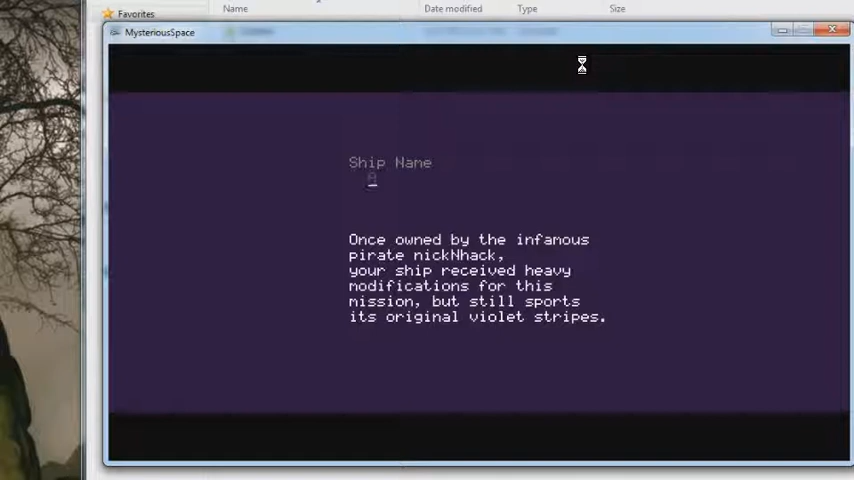 Name
Date modified
Type
Size
Favorites
MysteriousSpace
Ship Name
A
Once owned by the infamous
pirate nickNhack,
your ship received heavy
modifications for this
mission, but still sports
its original violet stripes.